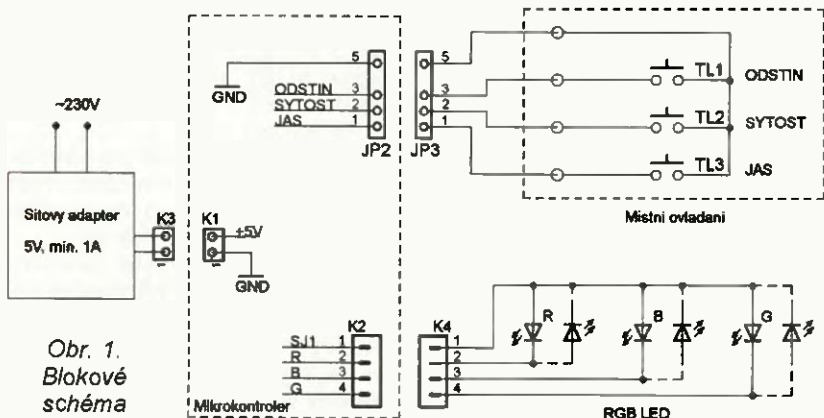 ~230V
Sitovy adapter
5V, min. 1A
K3
K1
+5V
GND
GND
5
ODSTIN 3
SYTOST 2
JAS 1
JP2
5
3
2
1
JP3
TL1 ODSTIN
TL2 SYTOST
TL3 JAS
Mistni ovladani
K2
SJ1 1
R 2
B 3
G 4
Mikrokontroler
K4
1
2
3
4
R
B
G
RGB LED
Obr. 1.
Blokové
schéma